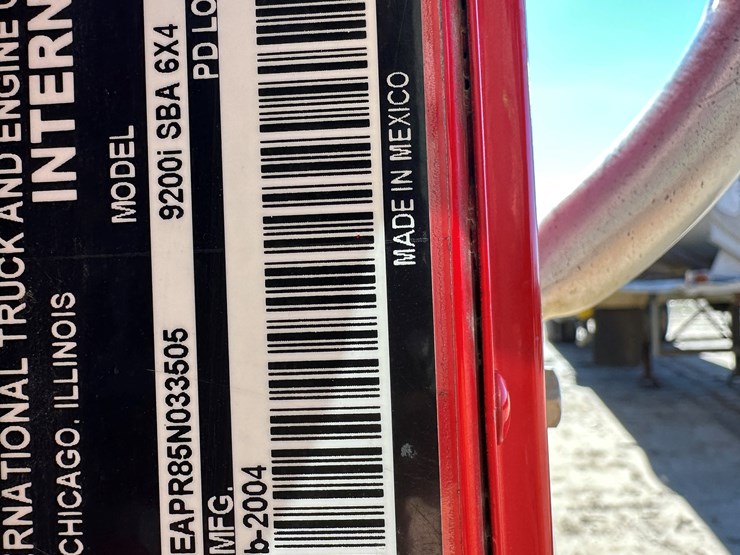 RNATIONAL TRUCK AND ENGINE
INTERN
CHICAGO, ILLINOIS
MODEL
EAPR85N033505 9200i SBA 6X4
MFG. PD LO
b-2004
MADE IN MEXICO